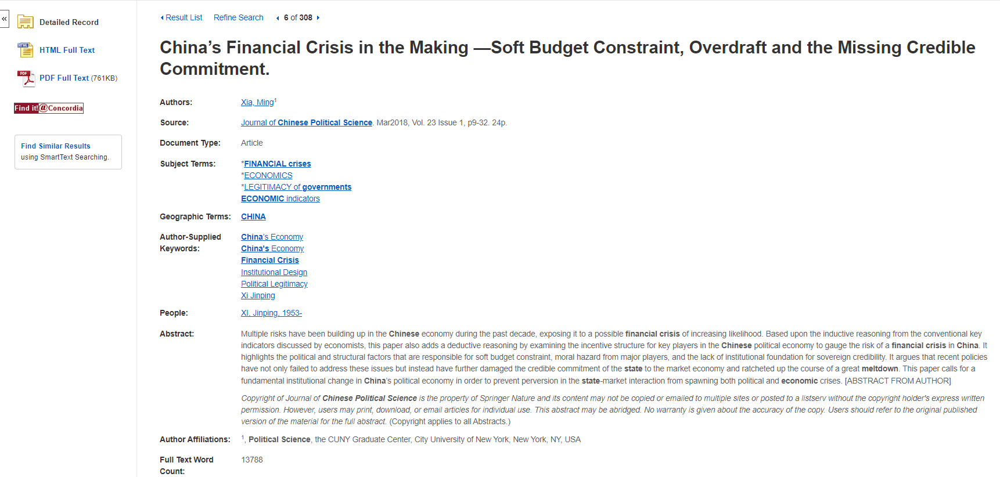 «
Detailed Record
HTML
HTML Full Text
PDF
PDF Full Text (761KB)
Find it!@Concordia
Find Similar Results
using SmartText Searching.
Result List Refine Search 6 of 308
China’s Financial Crisis in the Making —Soft Budget Constraint, Overdraft and the Missing Credible
Commitment.
Authors: Xia, Ming1
Source: Journal of Chinese Political Science. Mar2018, Vol. 23 Issue 1, p9-32. 24p.
Document Type: Article
Subject Terms: *FINANCIAL crises
*ECONOMICS
*LEGITIMACY of governments
ECONOMIC indicators
Geographic Terms: CHINA
Author-Supplied China’s Economy
Keywords: China's Economy
Financial Crisis
Institutional Design
Political Legitimacy
Xi Jinping
People: XI, Jinping, 1953-
Abstract: Multiple risks have been building up in the Chinese economy during the past decade, exposing it to a possible financial crisis of increasing likelihood. Based upon the inductive reasoning from the conventional key
indicators discussed by economists, this paper also adds a deductive reasoning by examining the incentive structure for key players in the Chinese political economy to gauge the risk of a financial crisis in China. It
highlights the political and structural factors that are responsible for soft budget constraint, moral hazard from major players, and the lack of institutional foundation for sovereign credibility. It argues that recent policies
have not only failed to address these issues but instead have further damaged the credible commitment of the state to the market economy and ratcheted up the course of a great meltdown. This paper calls for a
fundamental institutional change in China’s political economy in order to prevent perversion in the state-market interaction from spawning both political and economic crises. [ABSTRACT FROM AUTHOR]
Copyright of Journal of Chinese Political Science is the property of Springer Nature and its content may not be copied or emailed to multiple sites or posted to a listserv without the copyright holder's express written
permission. However, users may print, download, or email articles for individual use. This abstract may be abridged. No warranty is given about the accuracy of the copy. Users should refer to the original published
version of the material for the full abstract. (Copyright applies to all Abstracts.)
Author Affiliations: 1, Political Science, the CUNY Graduate Center, City University of New York, New York, NY, USA
Full Text Word 13788
Count: